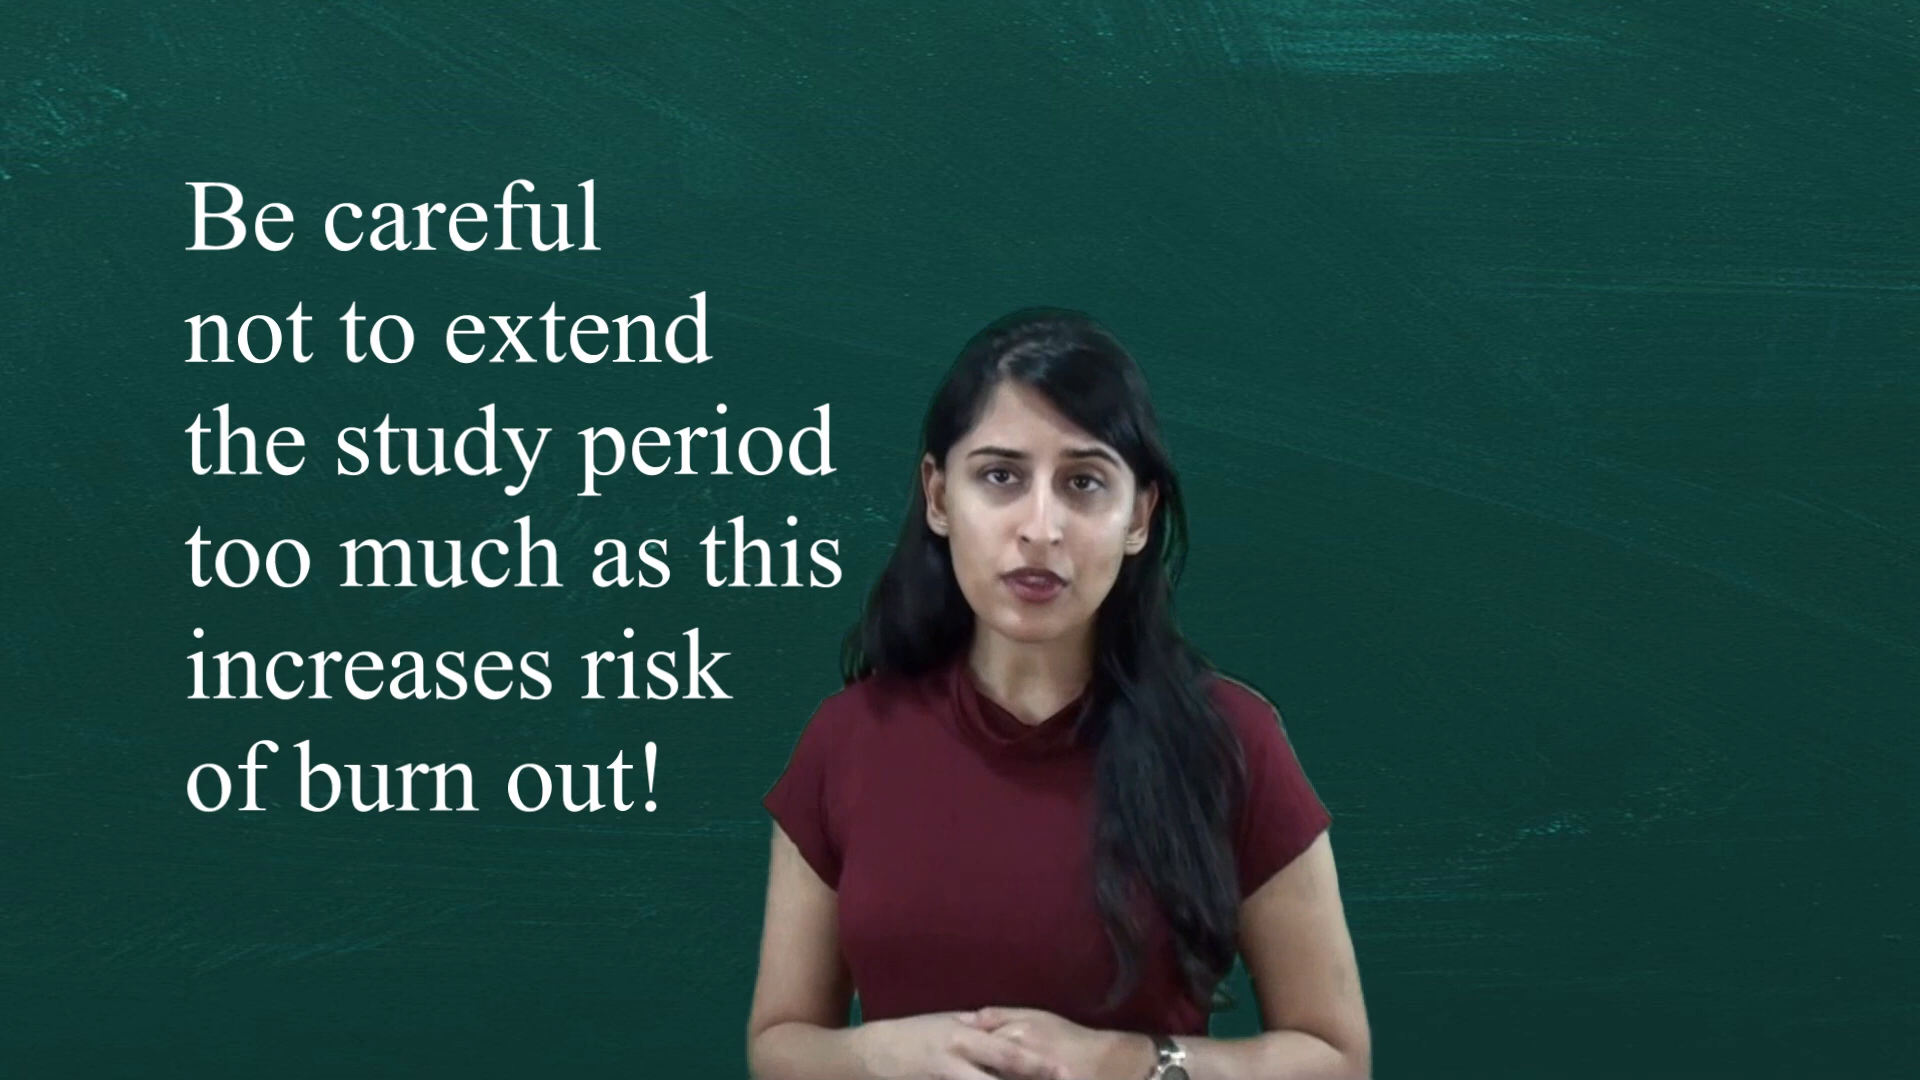 Be careful
not to extend
the study period
too much as this
increases risk
of burn out!